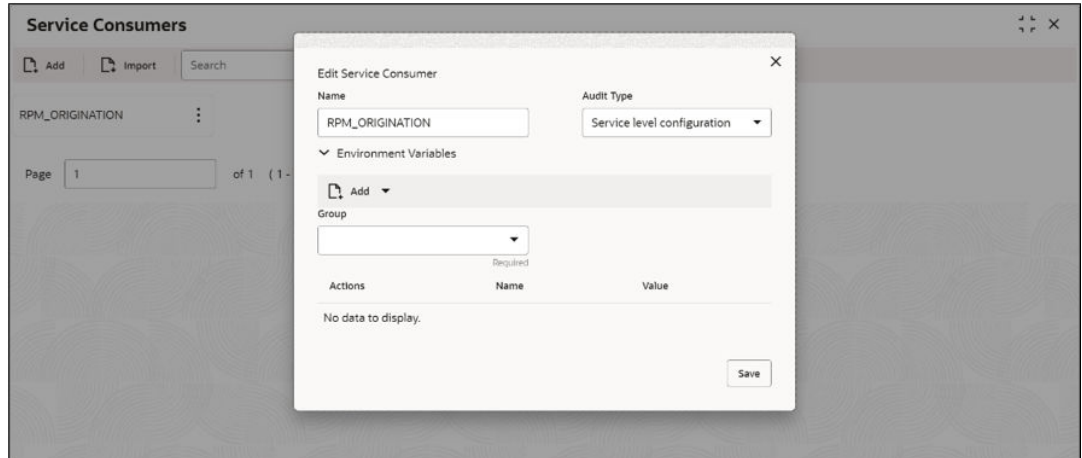 Service Consumers
Add Import Search
RPM_ORIGINATION
Page 1 of 1 (1 -
Edit Service Consumer
Name Audit Type
RPM_ORIGINATION Service level configuration
Environment Variables
Add
Group
Required
Actions Name Value
No data to display.
Save